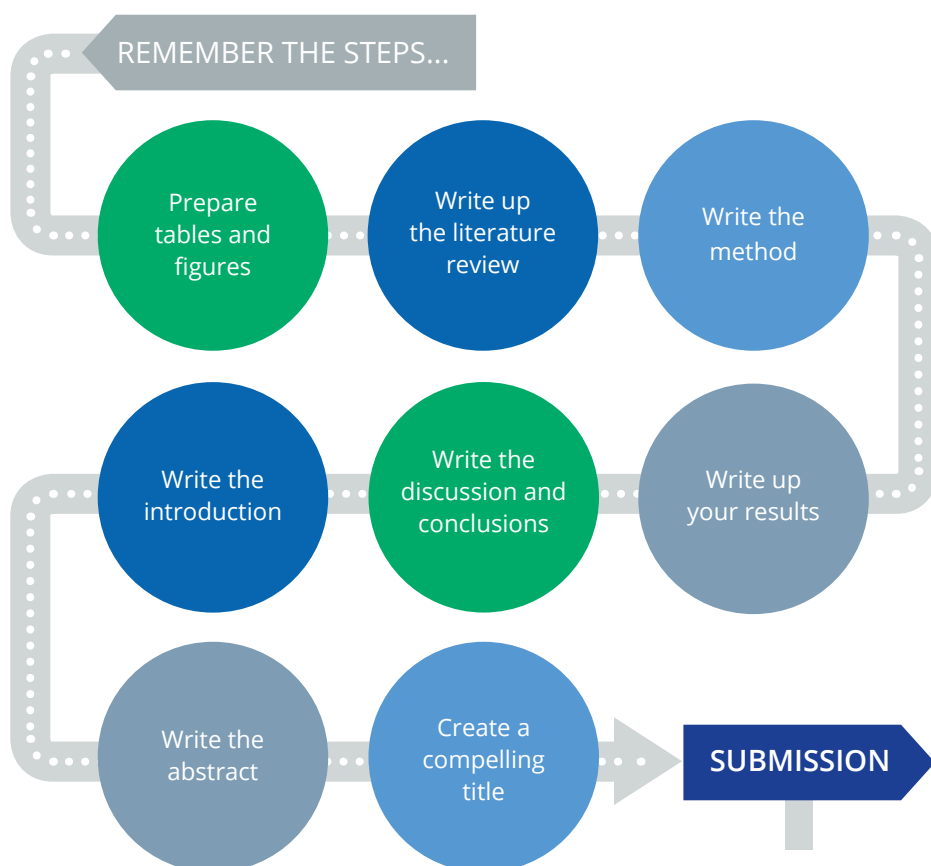 REMEMBER THE STEPS...
Prepare
tables and
figures
Write up
the literature
review
Write the
method
Write up
your results
Write the
discussion and
conclusions
Write the
introduction
Write the
abstract
Create a
compelling
title
SUBMISSION